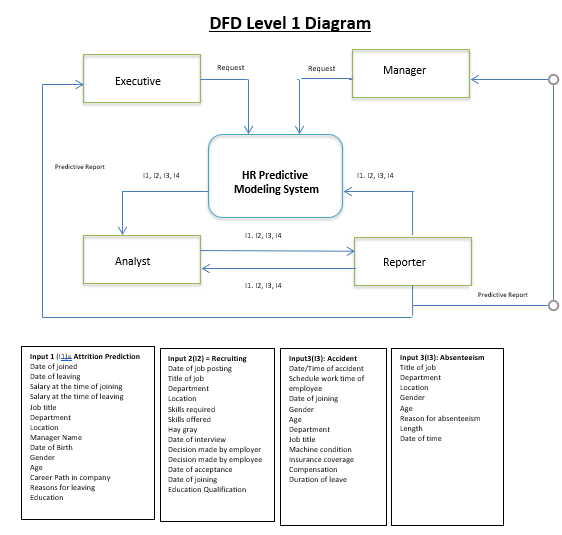 DFD Level 1 Diagram
Executive
Request
Request
Manager
HR Predictive
Modeling System
Predictive Report
I1, I2, I3, I4
I1. I2, I3, I4
I1. I2, I3, I4
Analyst
Reporter
I1. I2, I3, I4
Predictive Report
Input 1 (I1)= Attrition Prediction
Date of joined
Date of leaving
Salary at the time of joining
Salary at the time of leaving
Job title
Department
Location
Manager Name
Date of Birth
Gender
Age
Career Path in company
Reasons for leaving
Education
Input 2(I2) = Recruiting
Date of job posting
Title of job
Department
Location
Skills required
Skills offered
Hay gray
Date of interview
Decision made by employer
Decision made by employee
Date of acceptance
Date of joining
Education Qualification
Input3(I3): Accident
Date/Time of accident
Schedule work time of
employee
Date of joining
Gender
Age
Department
Job title
Machine condition
Insurance coverage
Compensation
Duration of leave
Input 3(I3): Absenteeism
Title of job
Department
Location
Gender
Age
Reason for absenteeism
Length
Date of time